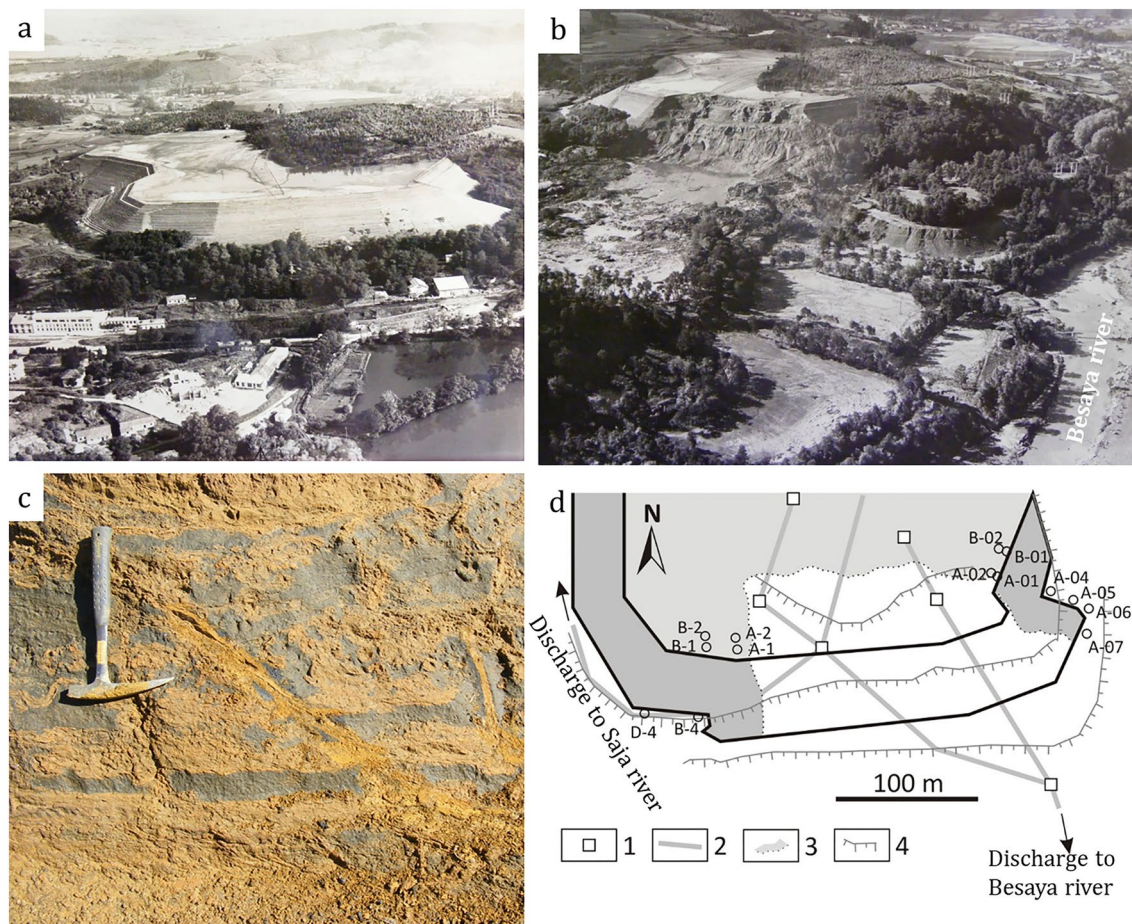 a
b
Besaya river
c
d
N
B-02
B-01
A-02
A-01
A-04
A-05
A-06
A-07
B-2
B-1
A-2
A-1
D-4
B-4
Discharge to Saja river
100 m
1
2
3
4
Discharge to
Besaya river